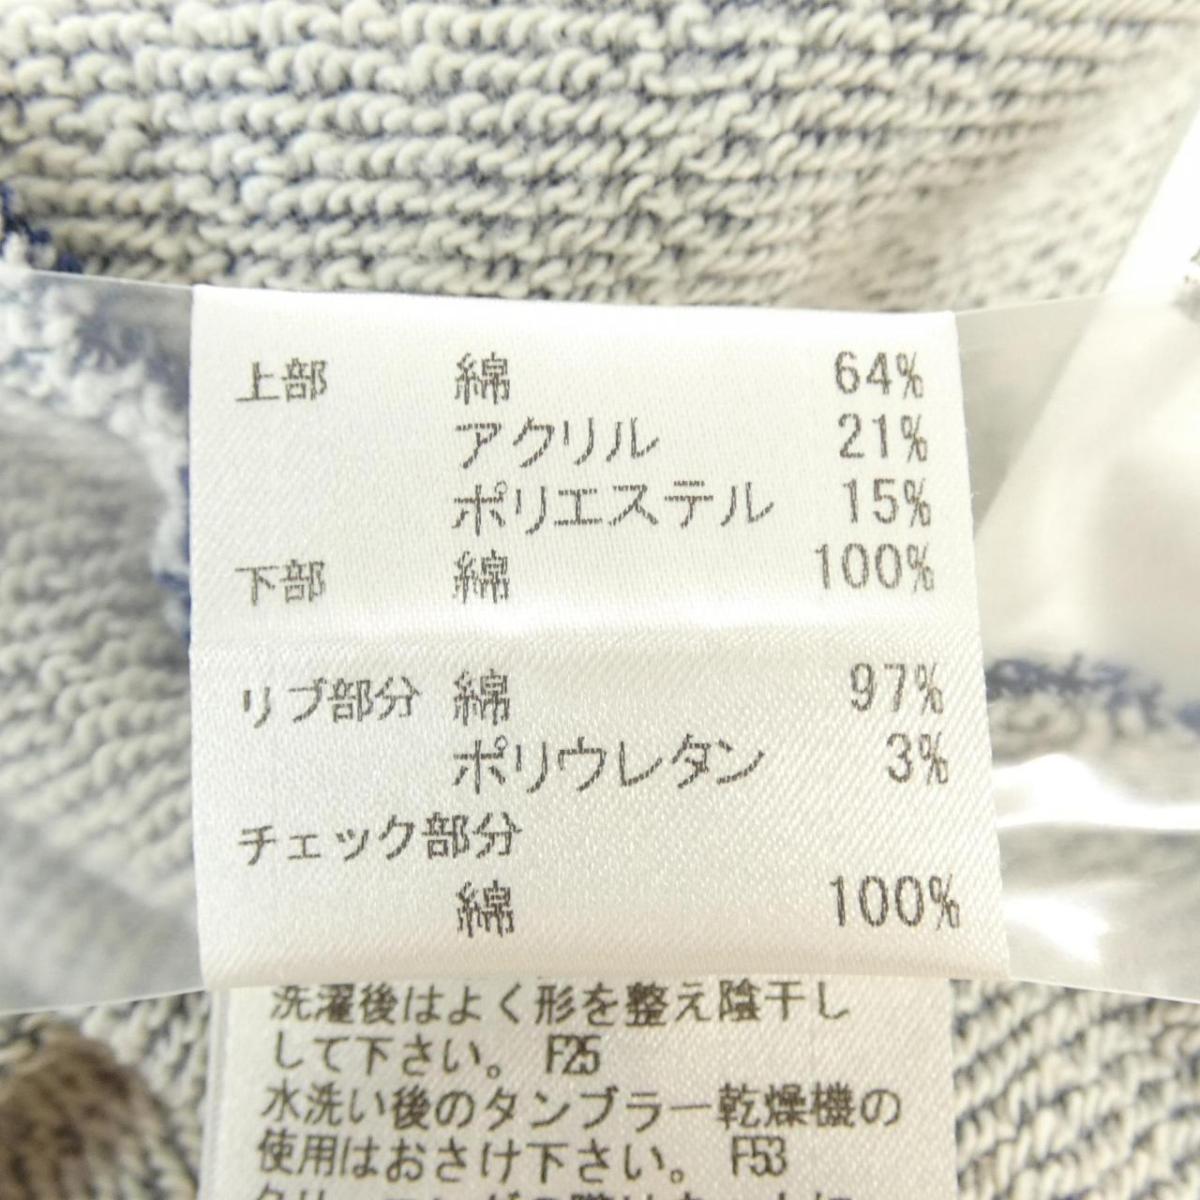 上部 綿 64%
アクリル 21%
ポリエステル 15%
下部 綿 100%
リブ部分 綿 97%
ポリウレタン 3%
チェック部分
綿 100%
洗濯後はよく形を整え陰干し
して下さい。 F25
水洗い後のタンブラー乾燥機の
使用はおさけ下さい。 F53